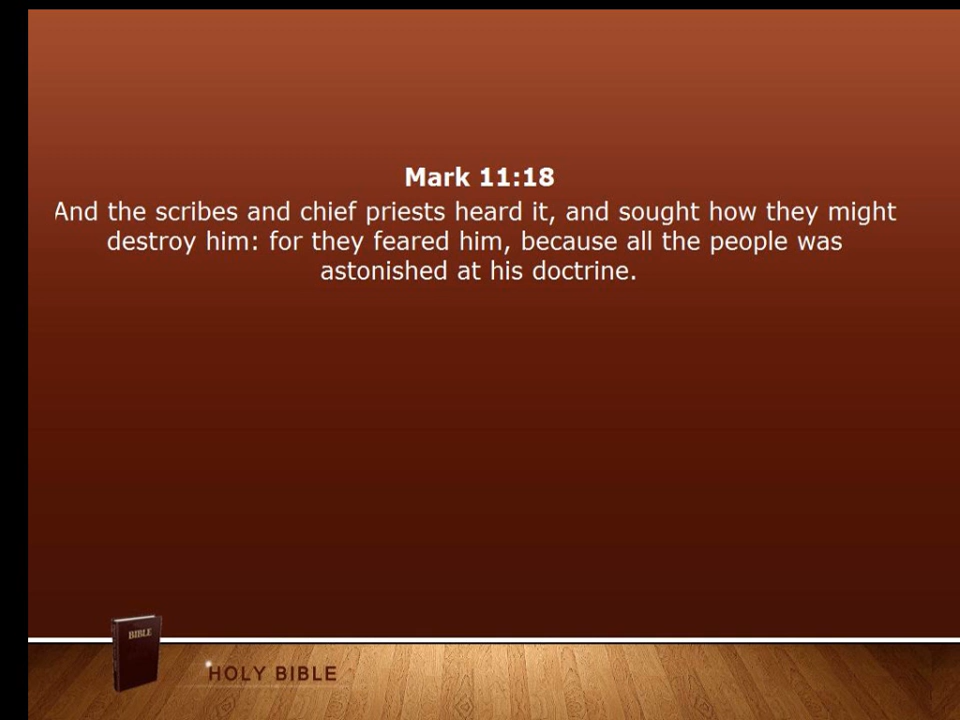 Mark 11:18
And the scribes and chief priests heard it, and sought how they might
destroy him: for they feared him, because all the people was
astonished at his doctrine.
BIBLE
HOLY BIBLE